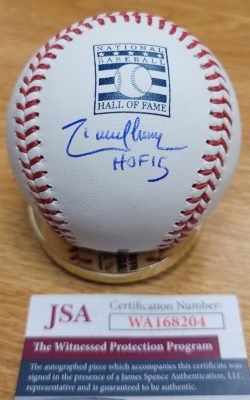 NATIONAL
BASEBALL
HALL OF FAME
HOF 15
JSA
Certification Number:
WA168204
The Witnessed Protection Program
The autographed piece which accompanies this certificate was
signed in the presence of a James Spence Authentication, LLC
representative and is guaranteed to be authentic.